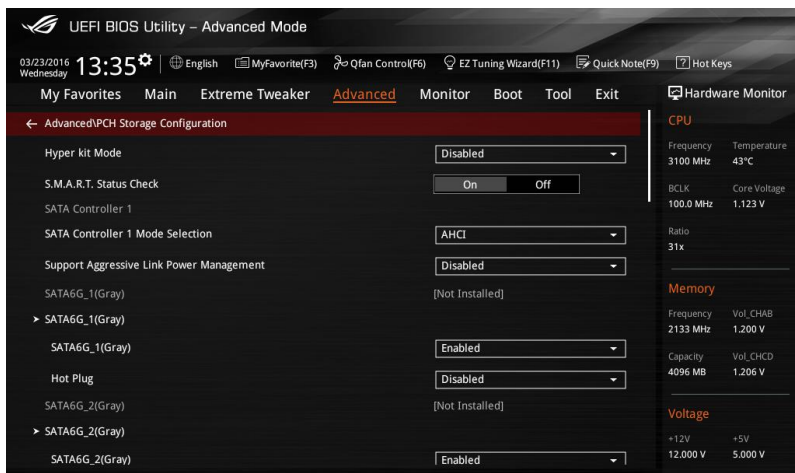 UEFI BIOS Utility – Advanced Mode
03/23/2016 Wednesday 13:35 English MyFavorite(F3) Qfan Control(F6) EZ Tuning Wizard(F11) Quick Note(F9) ? Hot Keys
My Favorites Main Extreme Tweaker Advanced Monitor Boot Tool Exit
← Advanced\PCH Storage Configuration
Hyper kit Mode Disabled
S.M.A.R.T. Status Check On Off
SATA Controller 1
SATA Controller 1 Mode Selection AHCI
Support Aggressive Link Power Management Disabled
SATA6G_1(Gray) [Not Installed]
> SATA6G_1(Gray)
SATA6G_1(Gray) Enabled
Hot Plug Disabled
SATA6G_2(Gray) [Not Installed]
> SATA6G_2(Gray)
SATA6G_2(Gray) Enabled
Hardware Monitor
CPU
Frequency Temperature
3100 MHz 43°C
BCLK Core Voltage
100.0 MHz 1.123 V
Ratio
31x
Memory
Frequency Vol_CHAB
2133 MHz 1.200 V
Capacity Vol_CHCD
4096 MB 1.206 V
Voltage
+12V +5V
12.000 V 5.000 V